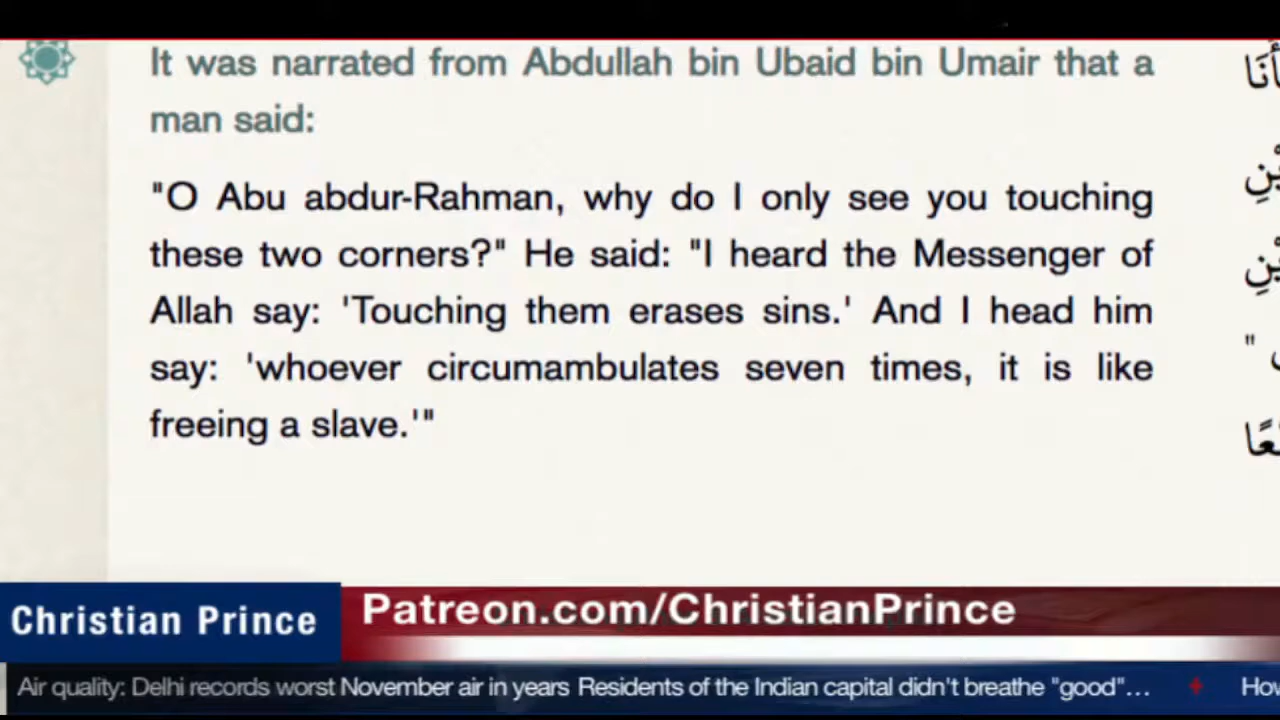 It was narrated from Abdullah bin Ubaid bin Umair that a
man said:
"O Abu abdur-Rahman, why do I only see you touching
these two corners?" He said: "I heard the Messenger of
Allah say: 'Touching them erases sins.' And I head him
say: 'whoever circumambulates seven times, it is like
freeing a slave.'"
Christian Prince
Patreon.com/ChristianPrince
Air quality: Delhi records worst November air in years Residents of the Indian capital didn't breathe "good"... How